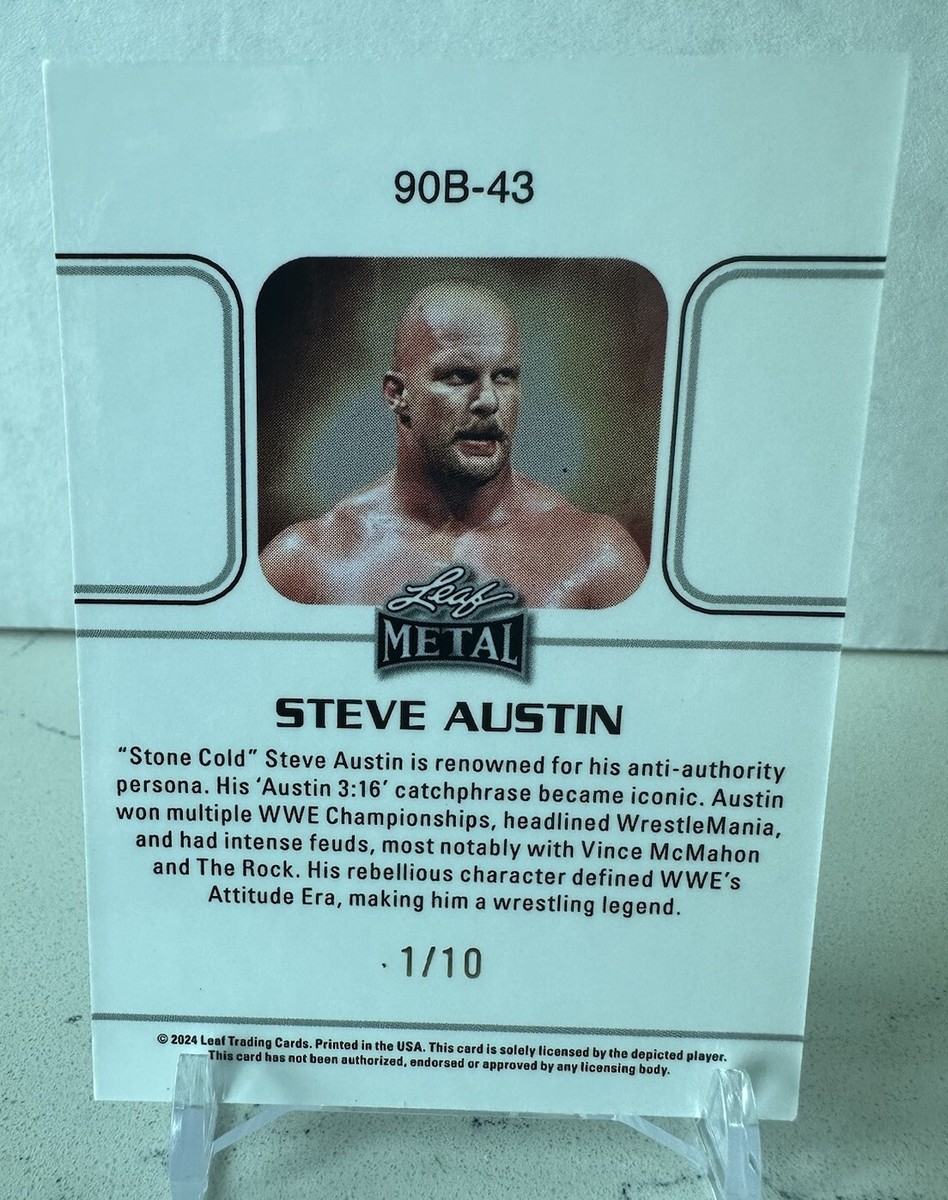 90B-43
Leaf
METAL
STEVE AUSTIN
“Stone Cold” Steve Austin is renowned for his anti-authority
persona. His ‘Austin 3:16’ catchphrase became iconic. Austin
won multiple WWE Championships, headlined WrestleMania,
and had intense feuds, most notably with Vince McMahon
and The Rock. His rebellious character defined WWE’s
Attitude Era, making him a wrestling legend.
1/10
© 2024 Leaf Trading Cards. Printed in the USA. This card is solely licensed by the depicted player.
This card has not been authorized, endorsed or approved by any licensing body.